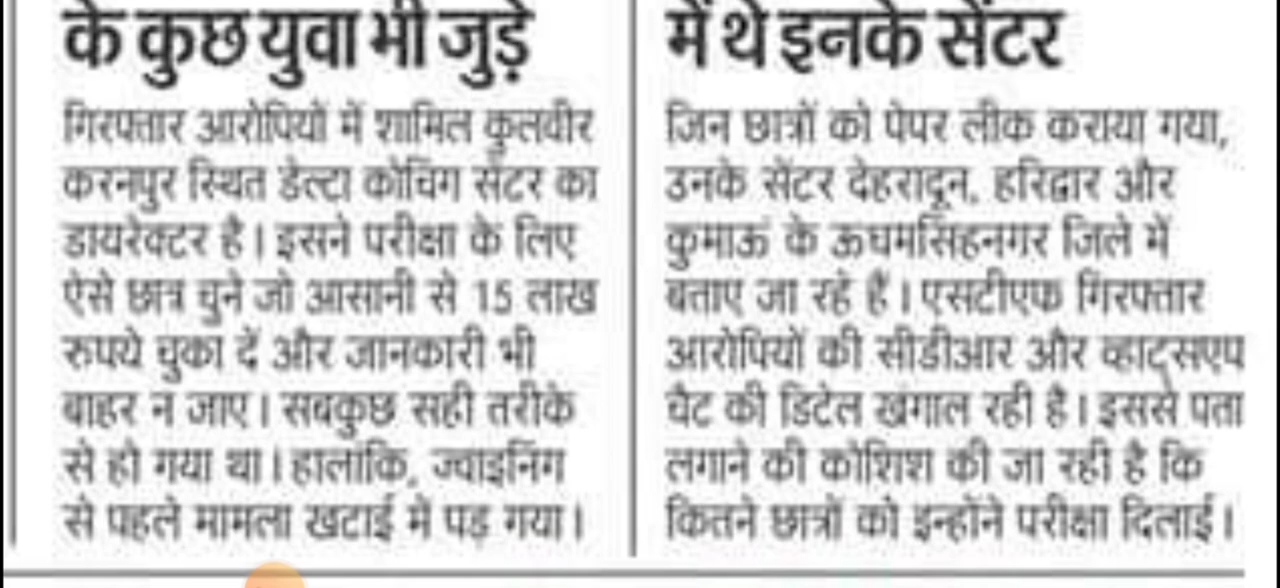 के कुछ युवा भी जुड़े
गिरफ्तार आरोपियों में शामिल कुलवीर
करनपुर स्थित डेल्टा कोचिंग सेंटर का
डायरेक्टर है। इसने परीक्षा के लिए
ऐसे छात्र चुने जो आसानी से 15 लाख
रुपये चुका दें और जानकारी भी
बाहर न जाए। सबकुछ सही तरीके
से हो गया था। हालांकि, ज्वाइनिंग
से पहले मामला खटाई में पड़ गया।
में थे इनके सेंटर
जिन छात्रों को पेपर लीक कराया गया,
उनके सेंटर देहरादून, हरिद्वार और
कुमाऊं के ऊधमसिंहनगर जिले में
बताए जा रहे हैं। एसटीएफ गिरफ्तार
आरोपियों की सीडीआर और व्हाट्सएप
चैट की डिटेल खंगाल रही है। इससे पता
लगाने की कोशिश की जा रही है कि
कितने छात्रों को इन्होंने परीक्षा दिलाई।